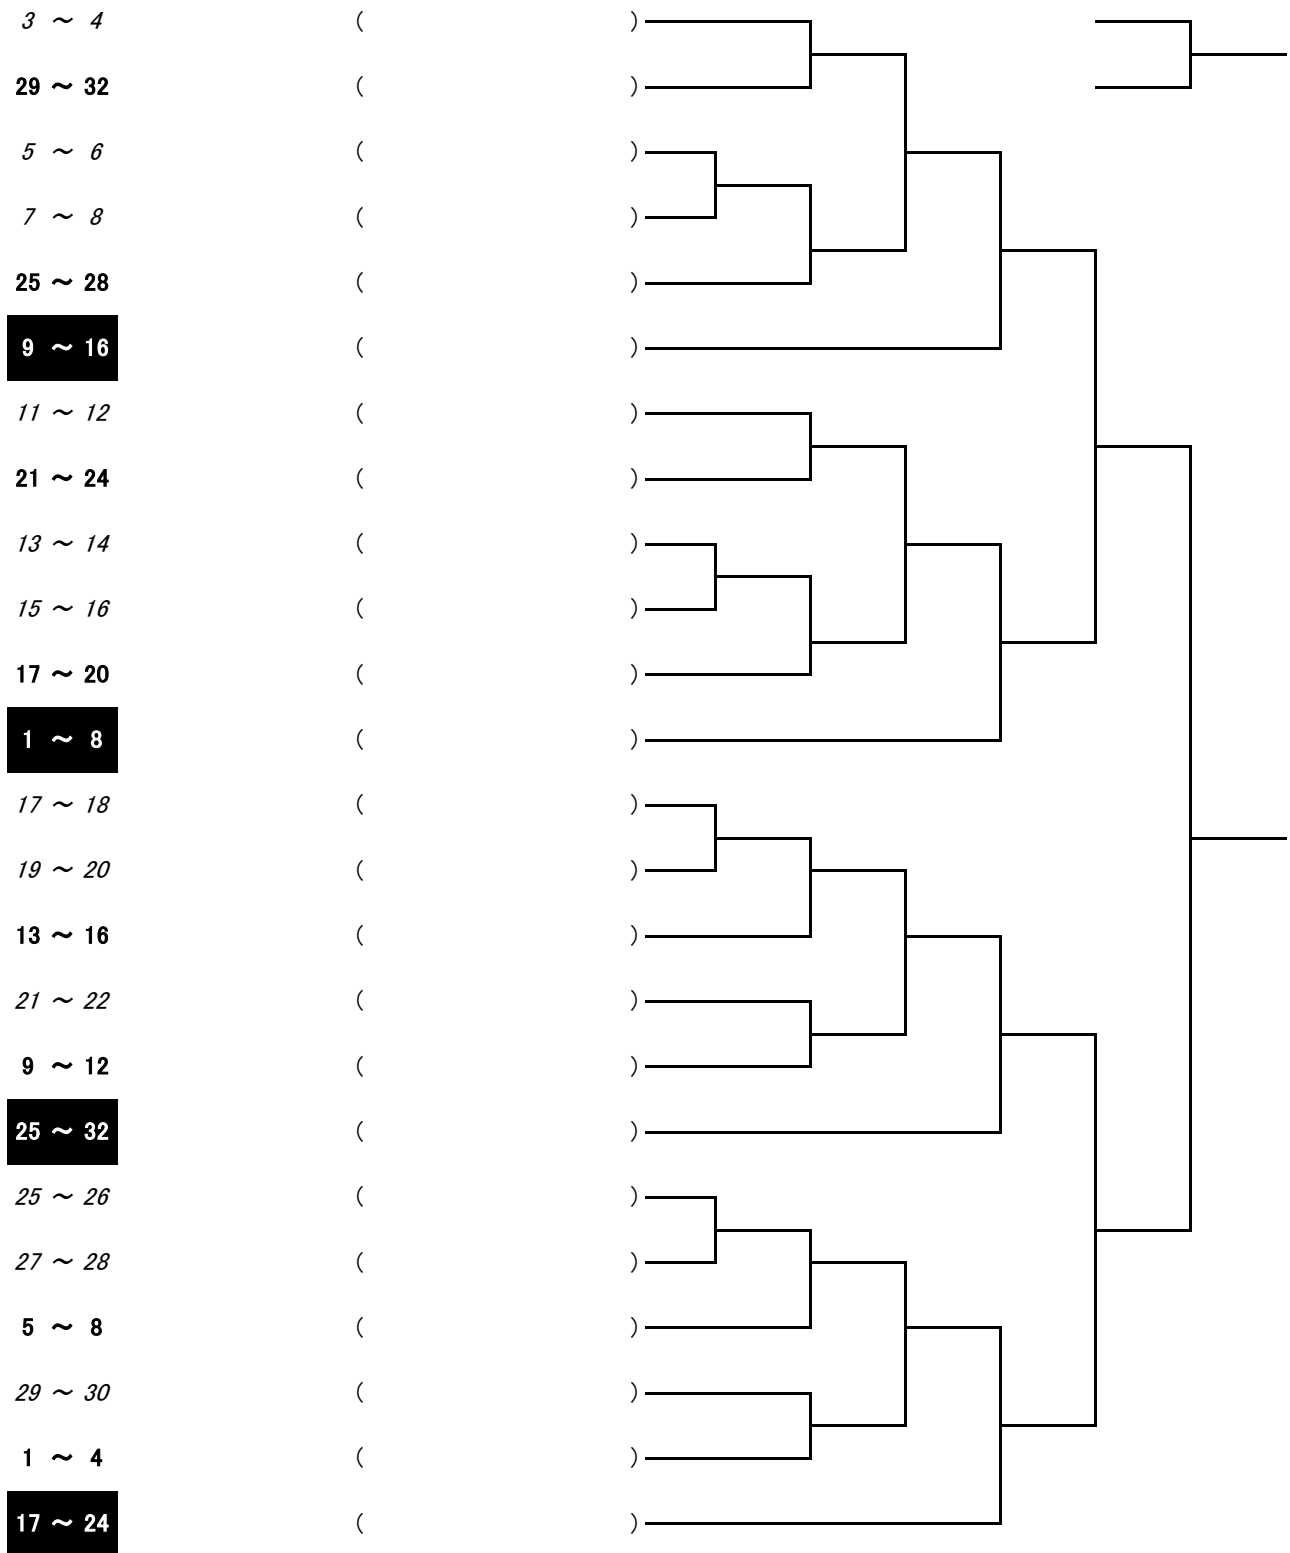 3 ～ 4 ( )
29 ～ 32 ( )
5 ～ 6 ( )
7 ～ 8 ( )
25 ～ 28 ( )
9 ～ 16 ( )
11 ～ 12 ( )
21 ～ 24 ( )
13 ～ 14 ( )
15 ～ 16 ( )
17 ～ 20 ( )
1 ～ 8 ( )
17 ～ 18 ( )
19 ～ 20 ( )
13 ～ 16 ( )
21 ～ 22 ( )
9 ～ 12 ( )
25 ～ 32 ( )
25 ～ 26 ( )
27 ～ 28 ( )
5 ～ 8 ( )
29 ～ 30 ( )
1 ～ 4 ( )
17 ～ 24 ( )